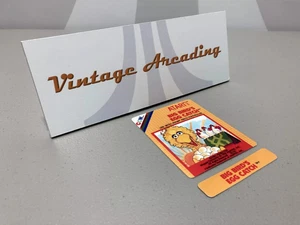 Vintage Arcading
ATARI
BIG BIRD'S
EGG CATCH
BIG BIRD'S
EGG CATCH